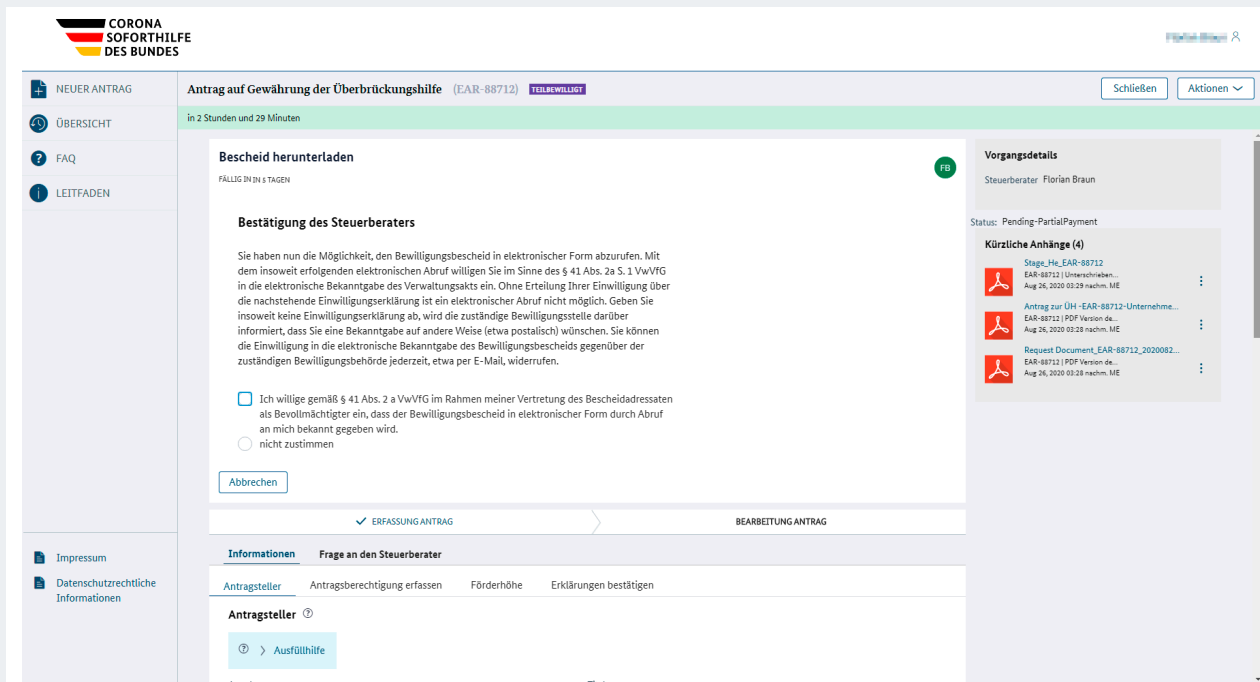 CORONA
SOFORTHILFE
DES BUNDES
NEUER ANTRAG
ÜBERSICHT
FAQ
LEITFADEN
Impressum
Datenschutzrechtliche
Informationen
Antrag auf Gewährung der Überbrückungshilfe (EAR-88712) TEILBEWILLIGT
Schließen
Aktionen
in 2 Stunden und 29 Minuten
Bescheid herunterladen
FB
FÄLLIG IN IN 5 TAGEN
Bestätigung des Steuerberaters
Sie haben nun die Möglichkeit, den Bewilligungsbescheid in elektronischer Form abzurufen. Mit
dem insoweit erfolgenden elektronischen Abruf willigen Sie im Sinne des § 41 Abs. 2a S. 1 VwVfG
in die elektronische Bekanntgabe des Verwaltungsakts ein. Ohne Erteilung Ihrer Einwilligung über
die nachstehende Einwilligungserklärung ist ein elektronischer Abruf nicht möglich. Geben Sie
insoweit keine Einwilligungserklärung ab, wird die zuständige Bewilligungsstelle darüber
informiert, dass Sie eine Bekanntgabe auf andere Weise (etwa postalisch) wünschen. Sie können
die Einwilligung in die elektronische Bekanntgabe des Bewilligungsbescheids gegenüber der
zuständigen Bewilligungsbehörde jederzeit, etwa per E-Mail, widerrufen.
Ich willige gemäß § 41 Abs. 2 a VwVfG im Rahmen meiner Vertretung des Bescheidadressaten
als Bevollmächtigter ein, dass der Bewilligungsbescheid in elektronischer Form durch Abruf
an mich bekannt gegeben wird.
nicht zustimmen
Abbrechen
ERFASSUNG ANTRAG
BEARBEITUNG ANTRAG
Informationen
Frage an den Steuerberater
Antragsteller
Antragsberechtigung erfassen
Förderhöhe
Erklärungen bestätigen
Antragsteller
Ausfüllhilfe
Vorgangsdetails
Steuerberater Florian Braun
Status: Pending-PartialPayment
Kürzliche Anhänge (4)
Stage_He_EAR-88712
EAR-88712 | Unterschrieben...
Aug 26, 2020 03:29 nachm. ME
Antrag zur ÜH -EAR-88712-Unternehme...
EAR-88712 | PDF Version de...
Aug 26, 2020 03:28 nachm. ME
Request Document_EAR-88712_2020082...
EAR-88712 | PDF Version de...
Aug 26, 2020 03:28 nachm. ME